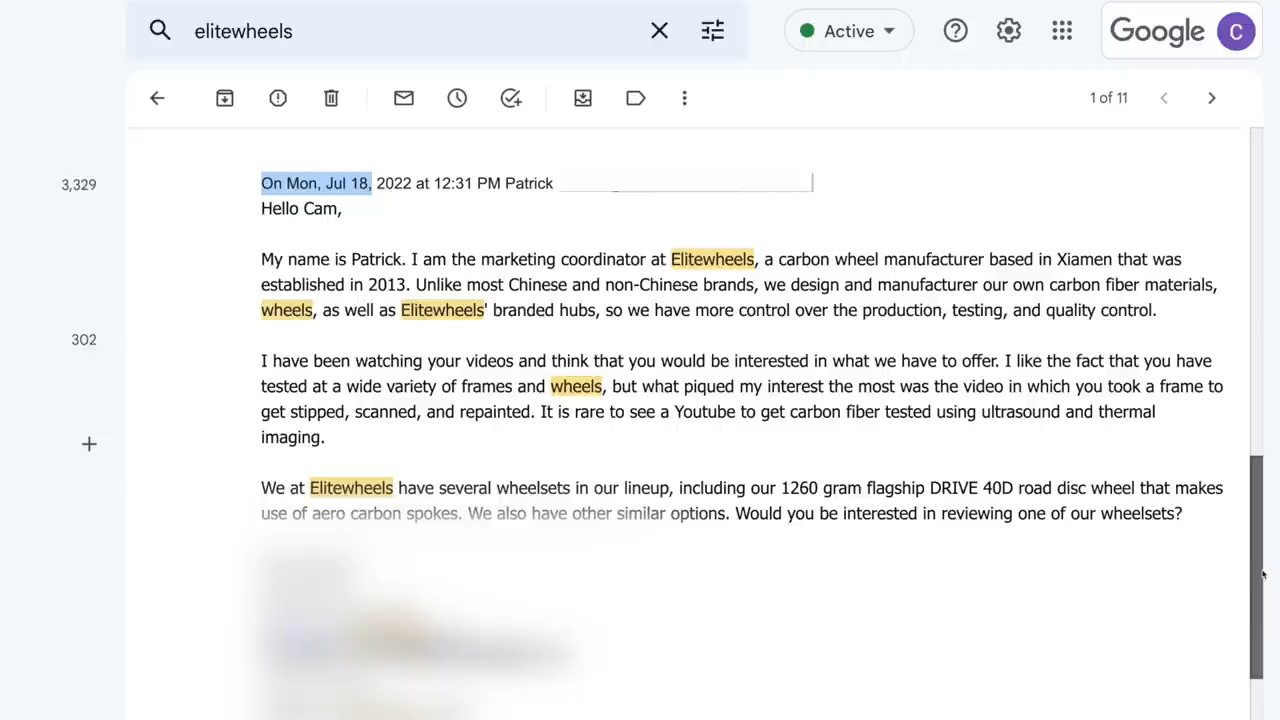 elitewheels
Active
Google
C
1 of 11
3,329
302
On Mon, Jul 18, 2022 at 12:31 PM Patrick
Hello Cam,
My name is Patrick. I am the marketing coordinator at Elitewheels, a carbon wheel manufacturer based in Xiamen that was
established in 2013. Unlike most Chinese and non-Chinese brands, we design and manufacturer our own carbon fiber materials,
wheels, as well as Elitewheels' branded hubs, so we have more control over the production, testing, and quality control.
I have been watching your videos and think that you would be interested in what we have to offer. I like the fact that you have
tested at a wide variety of frames and wheels, but what piqued my interest the most was the video in which you took a frame to
get stipped, scanned, and repainted. It is rare to see a Youtube to get carbon fiber tested using ultrasound and thermal
imaging.
We at Elitewheels have several wheelsets in our lineup, including our 1260 gram flagship DRIVE 40D road disc wheel that makes
use of aero carbon spokes. We also have other similar options. Would you be interested in reviewing one of our wheelsets?